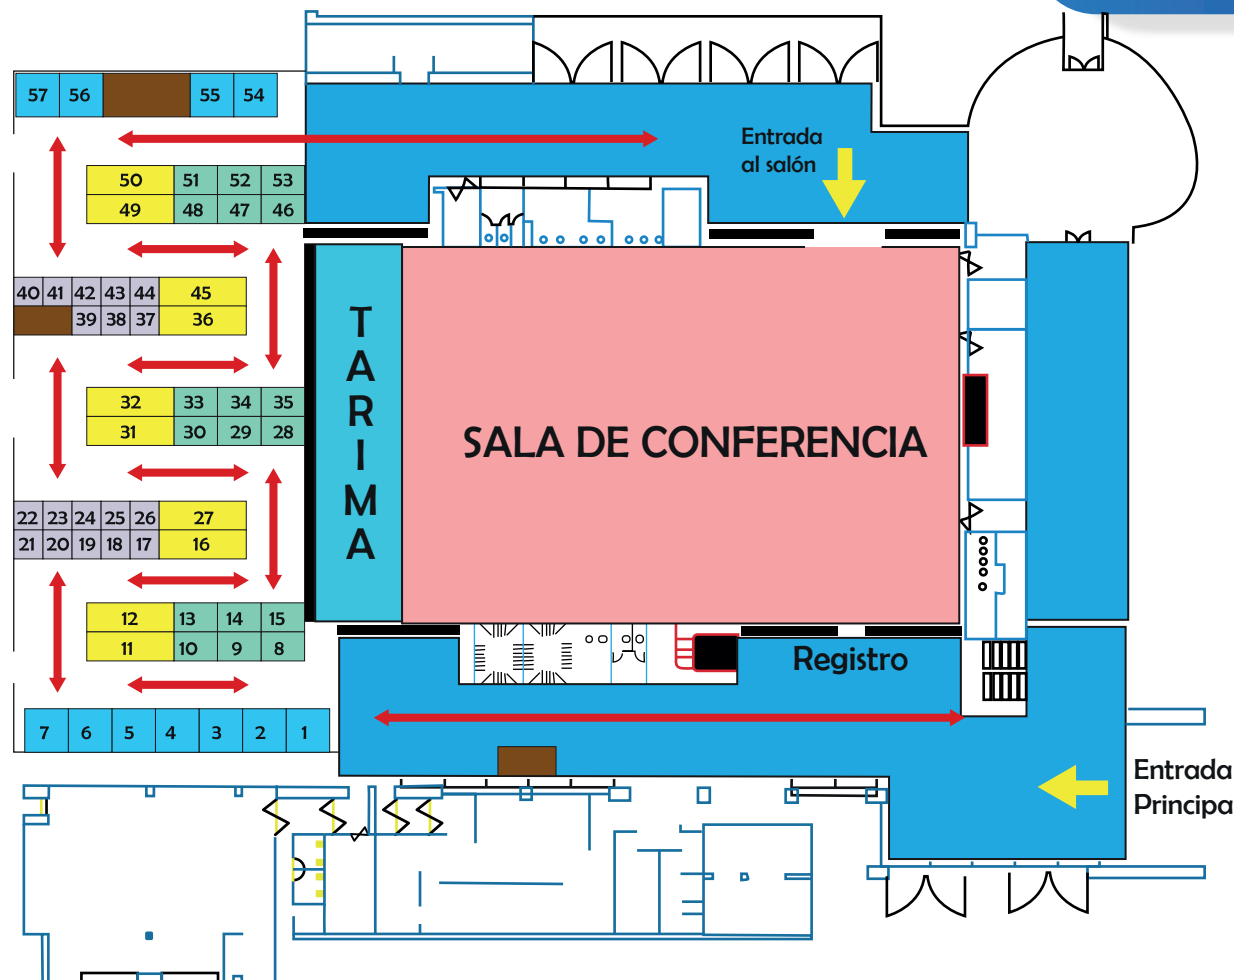 57 56 55 54
Entrada
al salón
50 51 52 53
49 48 47 46
40 41 42 43 44 45
39 38 37 36
TARIMA
32 33 34 35
31 30 29 28
SALA DE CONFERENCIA
22 23 24 25 26 27
21 20 19 18 17 16
12 13 14 15
11 10 9 8
Registro
7 6 5 4 3 2 1
Entrada
Principa